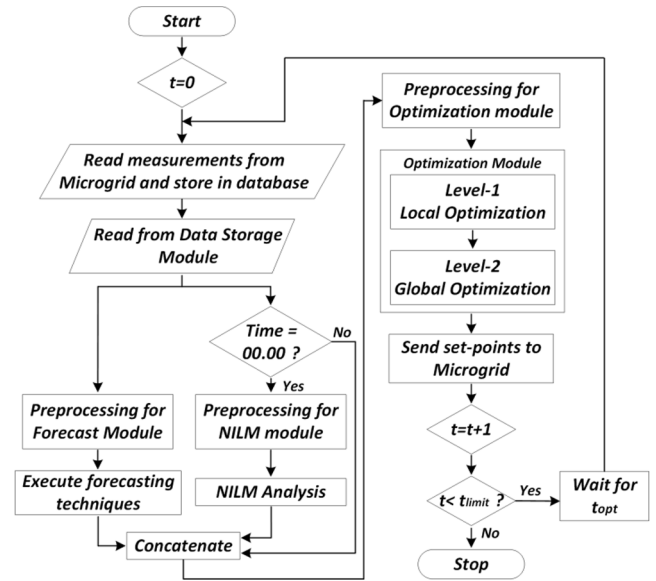 Start
t=0
Read measurements from
Microgrid and store in database
Read from Data Storage
Module
Time =
00.00 ?
No
Yes
Preprocessing for
Forecast Module
Preprocessing for
NILM module
Execute forecasting
techniques
NILM Analysis
Concatenate
Preprocessing for
Optimization module
Optimization Module
Level-1
Local Optimization
Level-2
Global Optimization
Send set-points to
Microgrid
t=t+1
t< tlimit ?
Yes
Wait for
topt
No
Stop